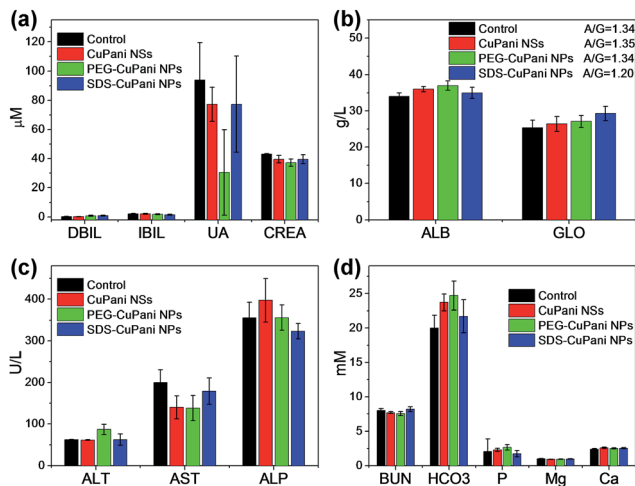 (a)
Control
CuPani NSs
PEG-CuPani NPs
SDS-CuPani NPs
120
100
80
60
40
20
0
μM
DBIL IBIL UA CREA
(b)
Control A/G=1.34
CuPani NSs A/G=1.35
PEG-CuPani NPs A/G=1.34
SDS-CuPani NPs A/G=1.20
50
40
30
20
10
0
g/L
ALB GLO
(c)
Control
CuPani NSs
PEG-CuPani NPs
SDS-CuPani NPs
400
300
200
100
0
U/L
ALT AST ALP
(d)
Control
CuPani NSs
PEG-CuPani NPs
SDS-CuPani NPs
25
20
15
10
5
0
mM
BUN HCO3 P Mg Ca